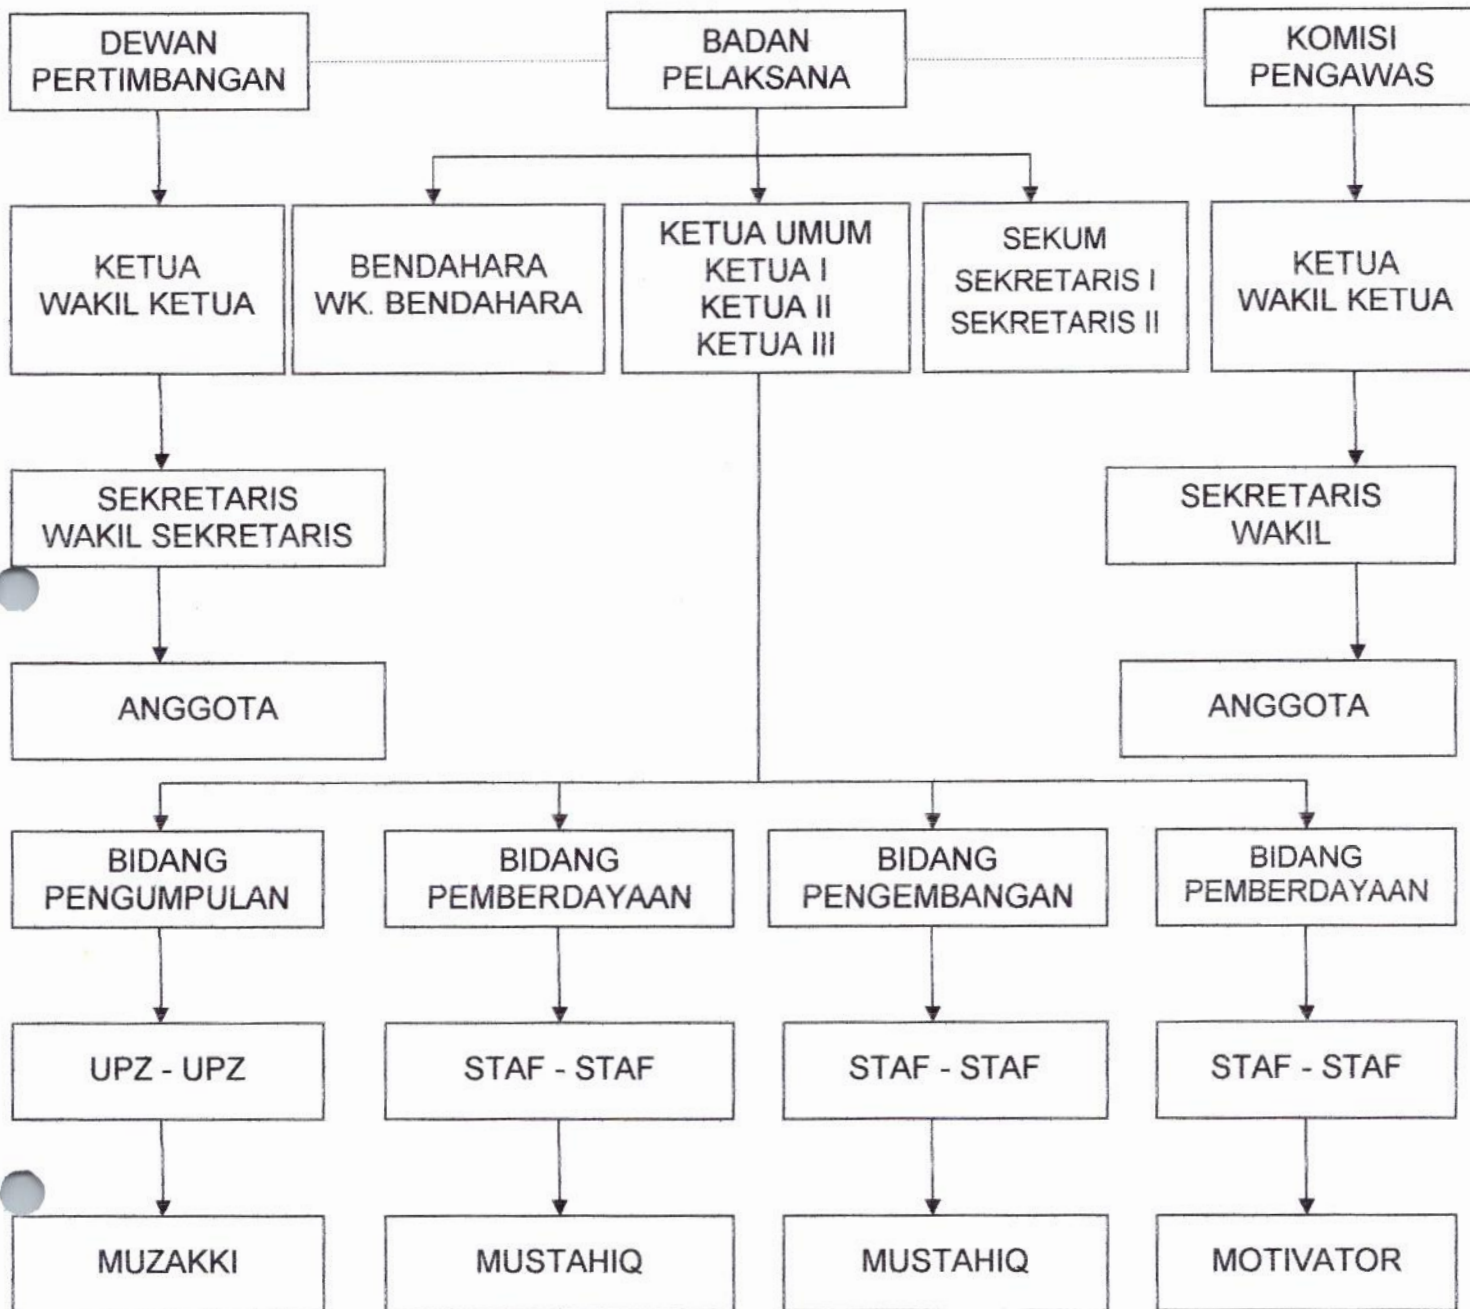 DEWAN
PERTIMBANGAN
BADAN
PELAKSANA
KOMISI
PENGAWAS
KETUA
WAKIL KETUA
BENDAHARA
WK. BENDAHARA
KETUA UMUM
KETUA I
KETUA II
KETUA III
SEKUM
SEKRETARIS I
SEKRETARIS II
KETUA
WAKIL KETUA
SEKRETARIS
WAKIL SEKRETARIS
SEKRETARIS
WAKIL
ANGGOTA
ANGGOTA
BIDANG
PENGUMPULAN
BIDANG
PEMBERDAYAAN
BIDANG
PENGEMBANGAN
BIDANG
PEMBERDAYAAN
UPZ - UPZ
STAF - STAF
STAF - STAF
STAF - STAF
MUZAKKI
MUSTAHIQ
MUSTAHIQ
MOTIVATOR